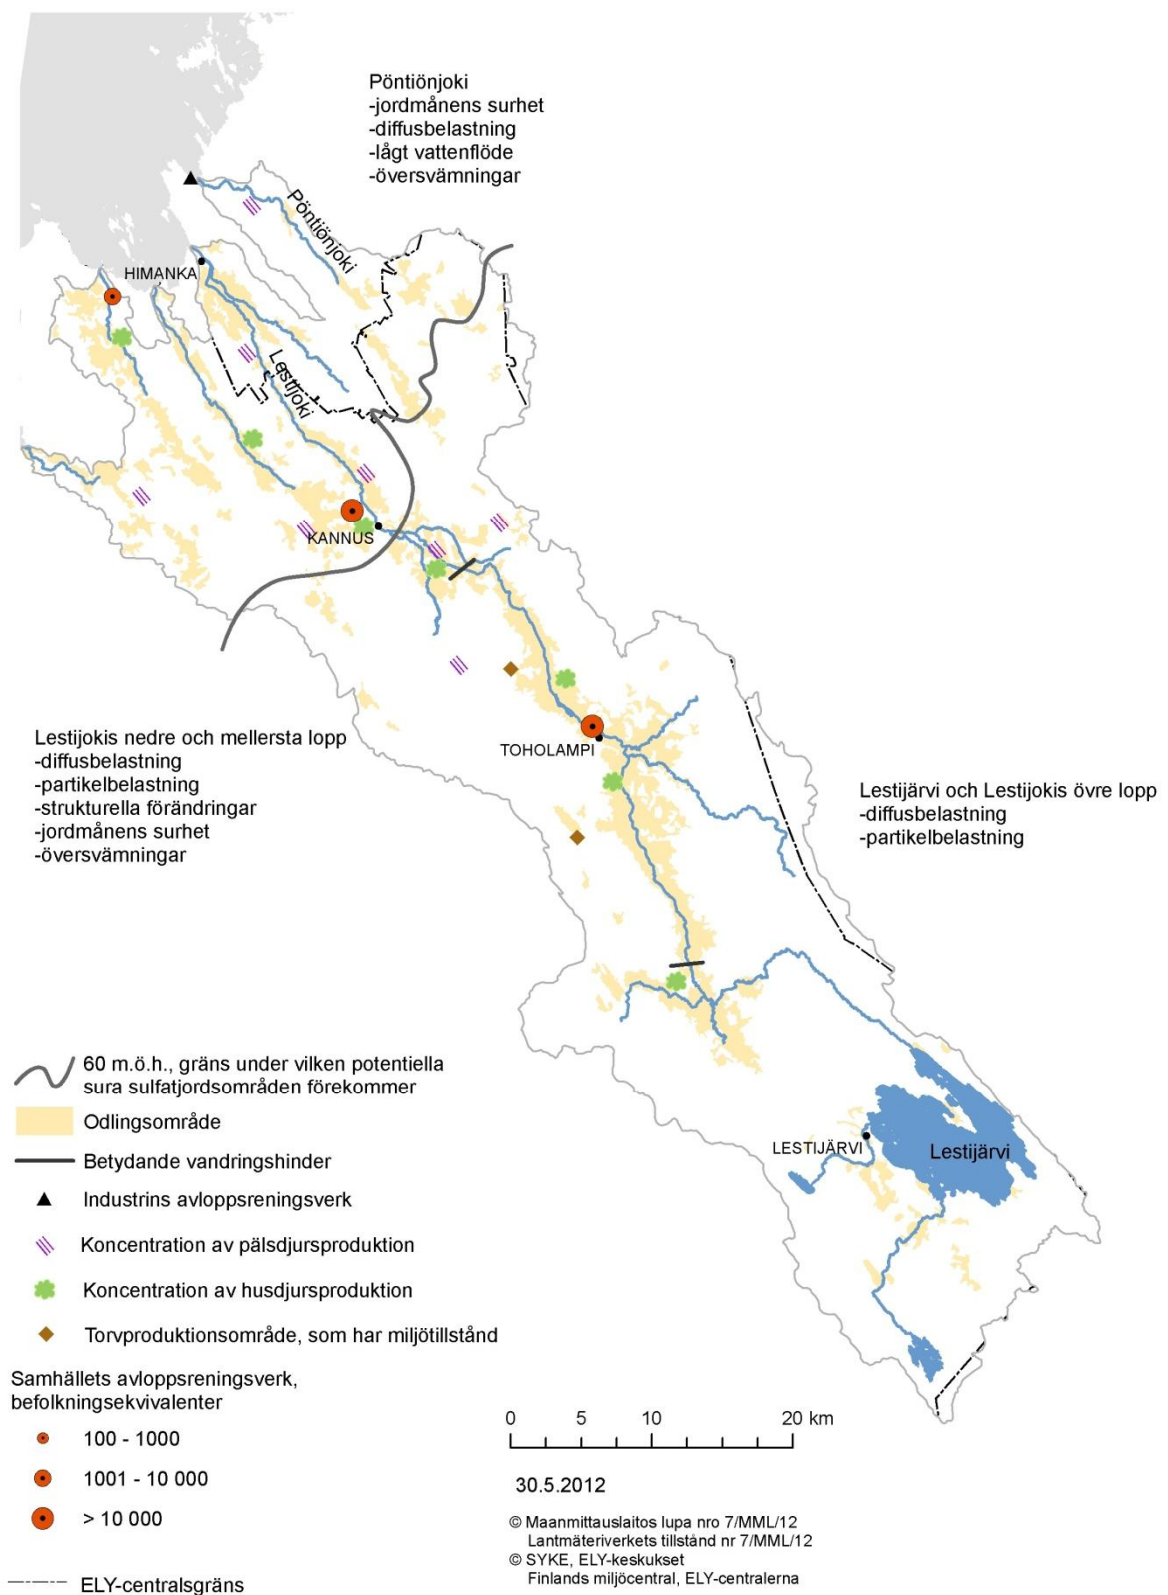 Pöntiönjoki
-jordmånens surhet
-diffusbelastning
-lågt vattenflöde
-översvämningar
Pöntiönjoki
HIMANKA
Lestijoki
KANNUS
Lestijokis nedre och mellersta lopp
-diffusbelastning
-partikelbelastning
-strukturella förändringar
-jordmånens surhet
-översvämningar
TOHOLAMPI
Lestijärvi och Lestijokis övre lopp
-diffusbelastning
-partikelbelastning
LESTIJÄRVI
Lestijärvi
60 m.ö.h., gräns under vilken potentiella
sura sulfatjordsområden förekommer
Odlingsområde
Betydande vandringshinder
Industrins avloppsreningsverk
Koncentration av pälsdjursproduktion
Koncentration av husdjursproduktion
Torvproduktionsområde, som har miljötillstånd
Samhällets avloppsreningsverk,
befolkningsekvivalenter
100 - 1000
1001 - 10 000
> 10 000
ELY-centralsgräns
0 5 10 20 km
30.5.2012
© Maanmittauslaitos lupa nro 7/MML/12
Lantmäteriverkets tillstånd nr 7/MML/12
© SYKE, ELY-keskukset
Finlands miljöcentral, ELY-centralerna